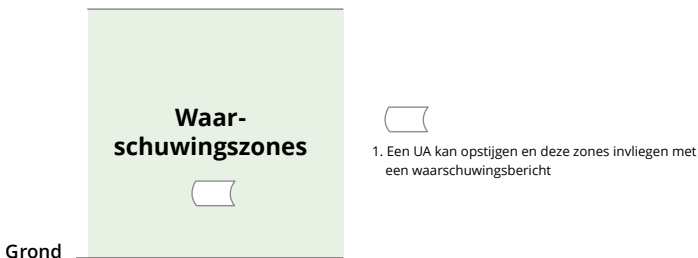 Waar-
schuwingszones
1. Een UA kan opstijgen en deze zones invliegen met
een waarschuwingsbericht
Grond